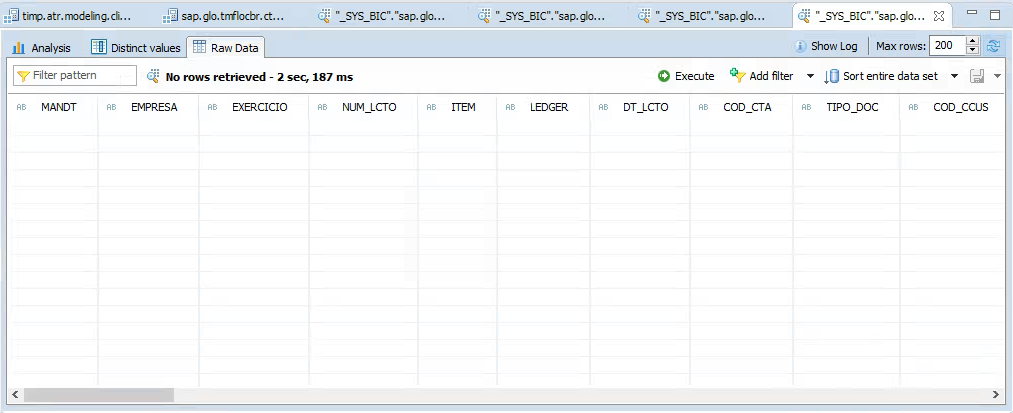 timp.atr.modeling.cli... sap.glo.tmflocbr.ct... "_SYS_BIC"."sap.glo... "_SYS_BIC"."sap.glo... "_SYS_BIC"."sap.glo... "_SYS_BIC"."sap.glo...
Analysis Distinct values Raw Data Show Log Max rows: 200
Filter pattern No rows retrieved - 2 sec, 187 ms Execute Add filter Sort entire data set
AB MANDT AB EMPRESA AB EXERCICIO AB NUM_LCTO AB ITEM AB LEDGER AB DT_LCTO AB COD_CTA AB TIPO_DOC AB COD_CCUS